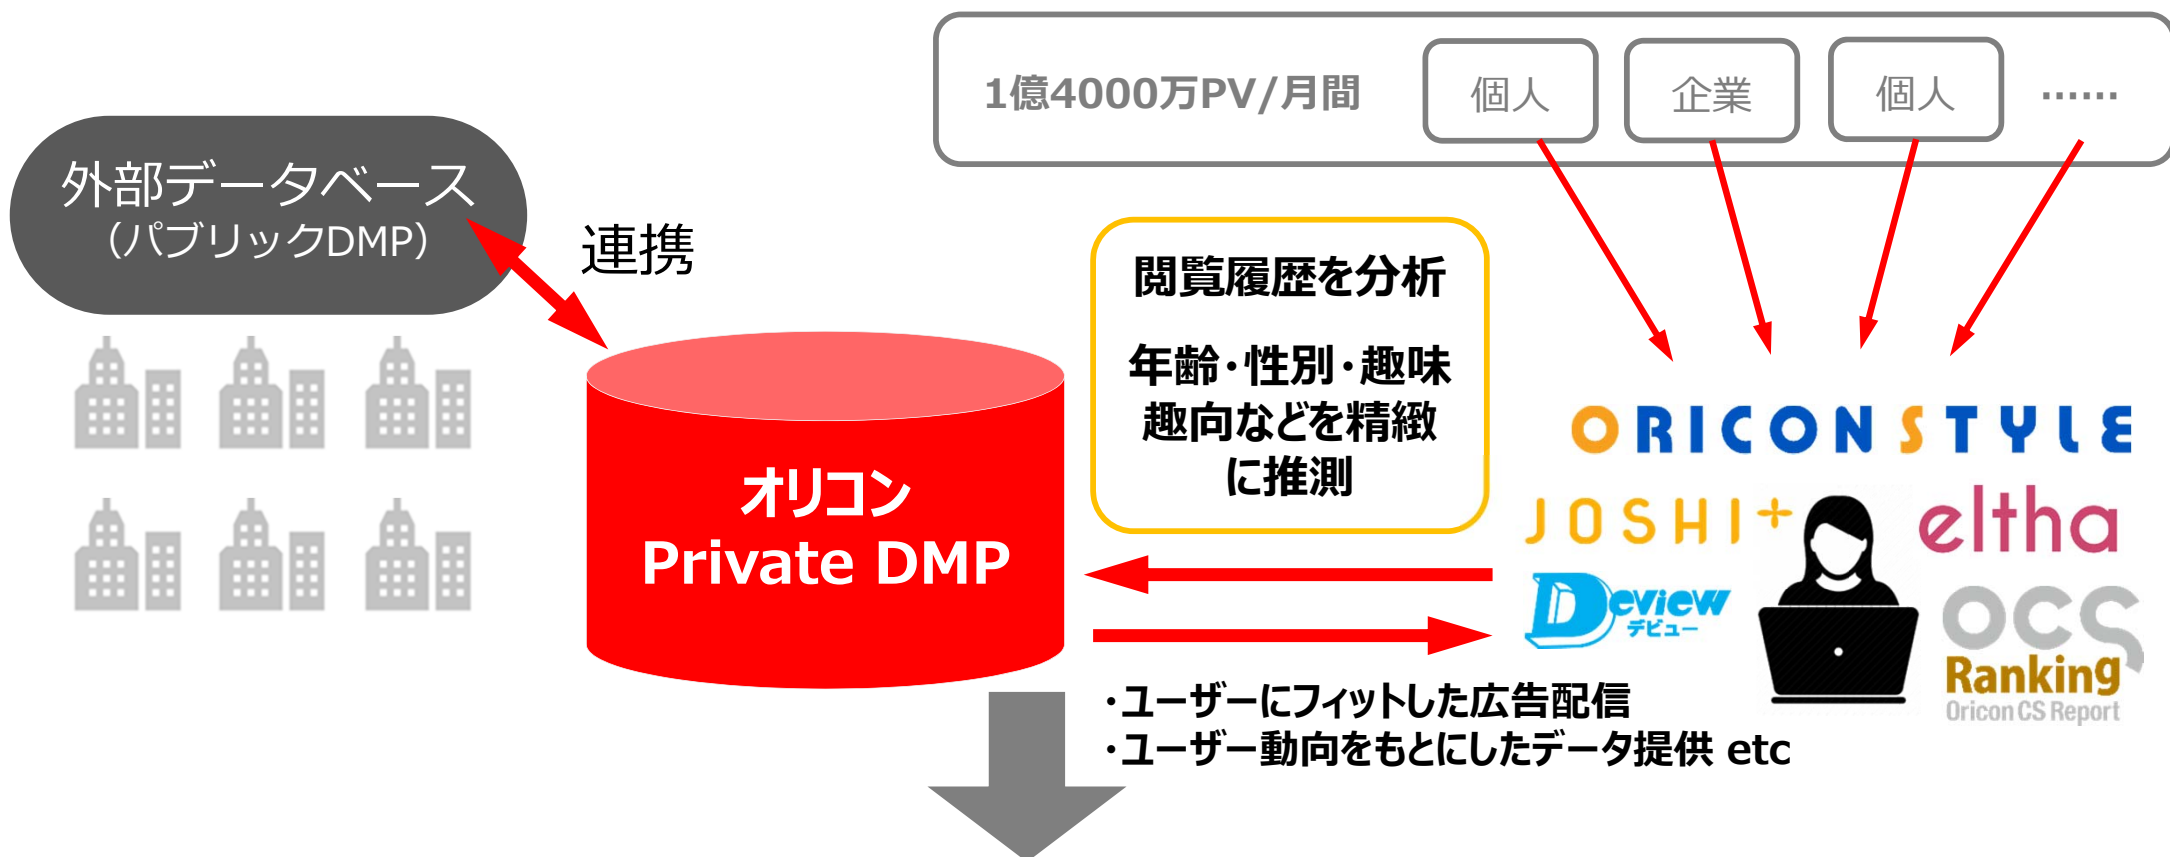 1億4000万PV/月間
個人
企業
個人
……
外部データベース
（パブリックDMP）
連携
閲覧履歴を分析
年齢・性別・趣味
趣向などを精緻
に推測
オリコン
Private DMP
ORICON STYLE
JOSHI+
eltha
Deview
デビュー
ocs
Ranking
Oricon CS Report
・ユーザーにフィットした広告配信
・ユーザー動向をもとにしたデータ提供 etc